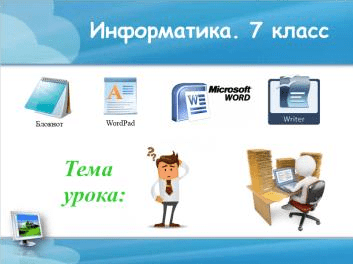 Информатика. 7 класс
Блокнот
WordPad
W
Microsoft
WORD
Writer
A
Тема
урока: